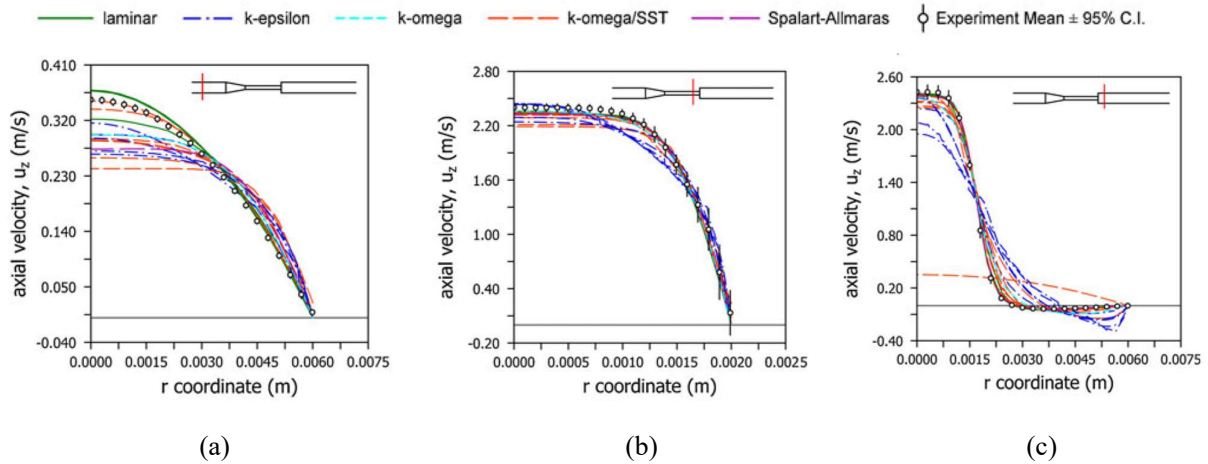 laminar k-epsilon k-omega k-omega/SST Spalart-Allmaras Experiment Mean ± 95% C.I.
axial velocity, u_z (m/s)
0.410
0.320
0.230
0.140
0.050
-0.040
0.0000 0.0015 0.0030 0.0045 0.0060 0.0075
r coordinate (m)
(a)
axial velocity, u_z (m/s)
2.80
2.20
1.60
1.00
0.40
-0.20
0.0000 0.0005 0.0010 0.0015 0.0020 0.0025
r coordinate (m)
(b)
axial velocity, u_z (m/s)
2.60
2.00
1.40
0.80
0.20
-0.40
0.0000 0.0015 0.0030 0.0045 0.0060 0.0075
r coordinate (m)
(c)